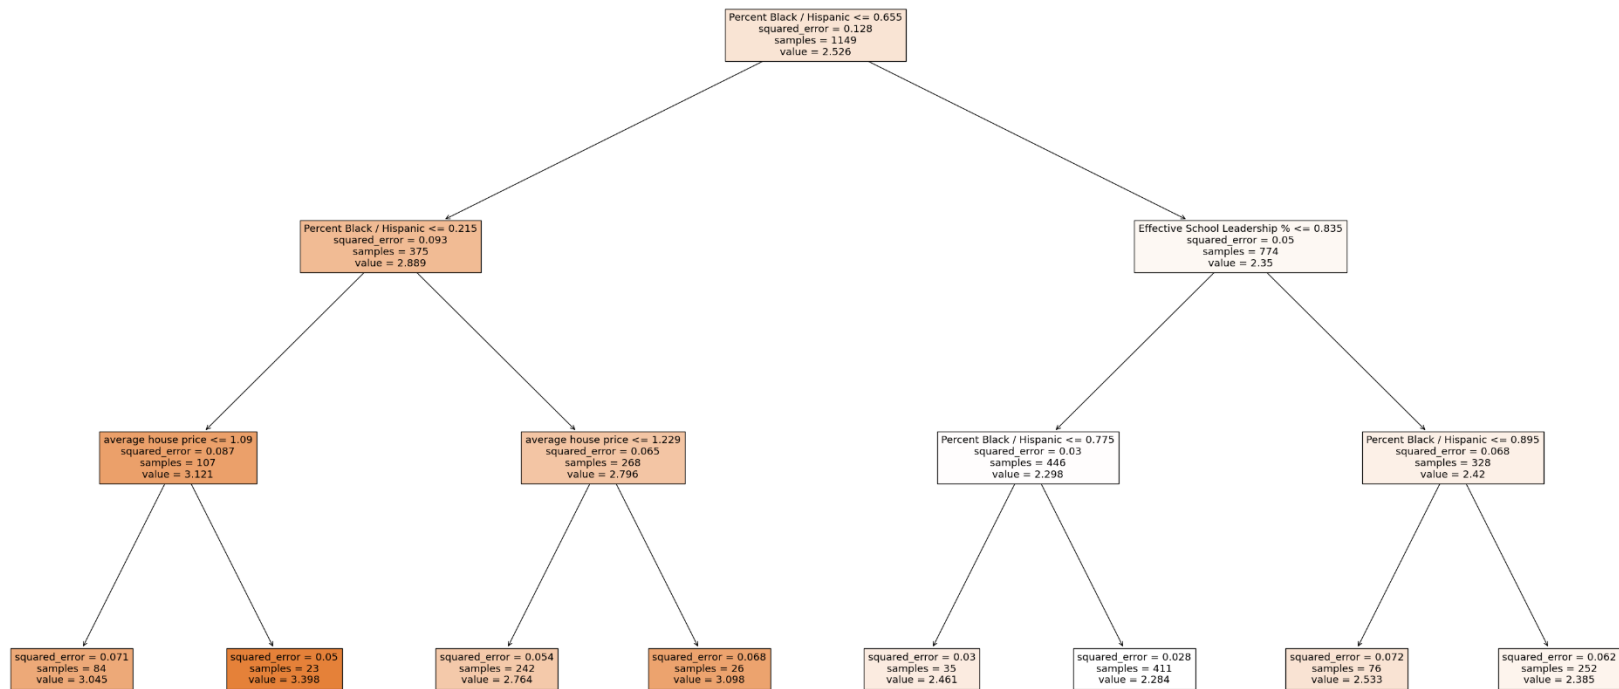 Percent Black / Hispanic <= 0.655
squared_error = 0.128
samples = 1149
value = 2.526
Percent Black / Hispanic <= 0.215
squared_error = 0.093
samples = 375
value = 2.889
Effective School Leadership % <= 0.835
squared_error = 0.05
samples = 774
value = 2.35
average house price <= 1.09
squared_error = 0.087
samples = 107
value = 3.121
average house price <= 1.229
squared_error = 0.065
samples = 268
value = 2.796
Percent Black / Hispanic <= 0.775
squared_error = 0.03
samples = 446
value = 2.298
Percent Black / Hispanic <= 0.895
squared_error = 0.068
samples = 328
value = 2.42
squared_error = 0.071
samples = 84
value = 3.045
squared_error = 0.05
samples = 23
value = 3.398
squared_error = 0.054
samples = 242
value = 2.764
squared_error = 0.068
samples = 26
value = 3.098
squared_error = 0.03
samples = 35
value = 2.461
squared_error = 0.028
samples = 411
value = 2.284
squared_error = 0.072
samples = 76
value = 2.533
squared_error = 0.062
samples = 252
value = 2.385